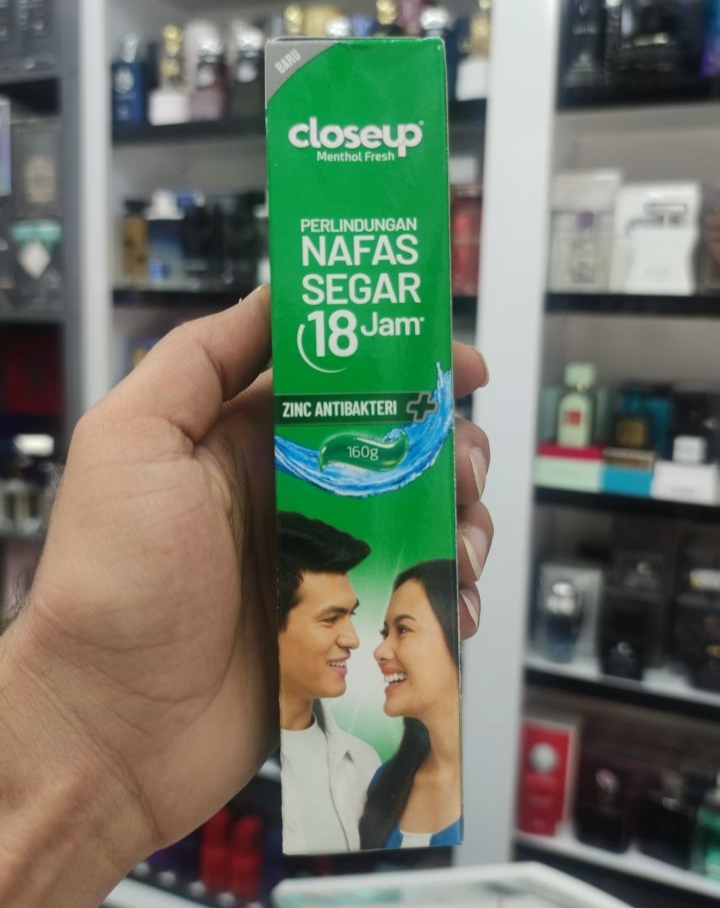 BARU
closeup®
Menthol Fresh
PERLINDUNGAN
NAFAS
SEGAR
18 Jam*
ZINC ANTIBAKTERI
160g